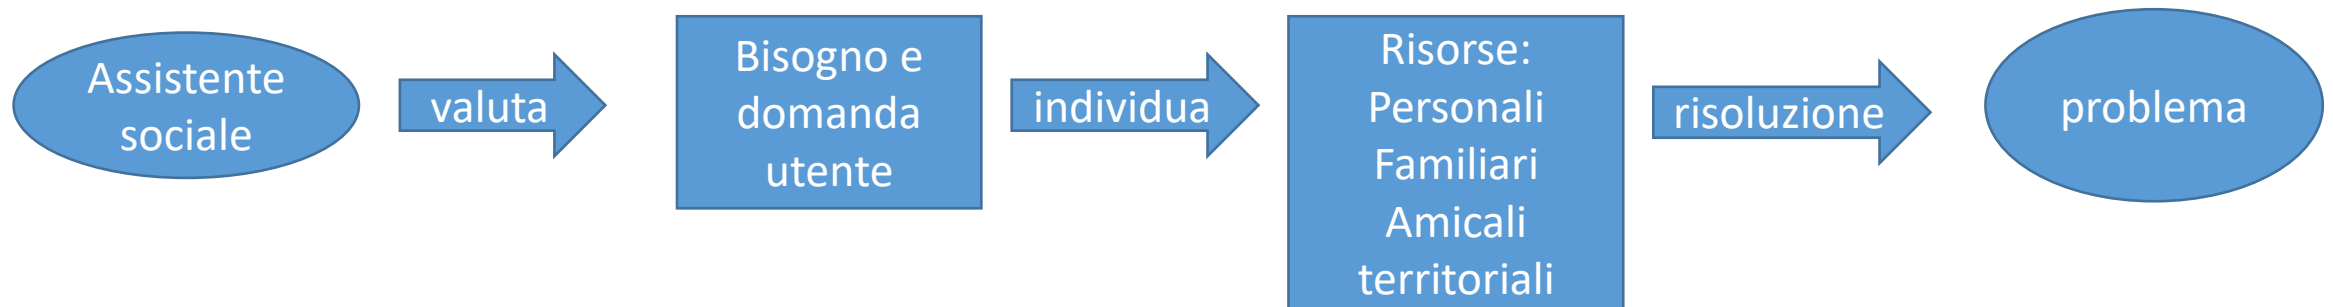 Assistente
sociale
valuta
Bisogno e
domanda
utente
individua
Risorse:
Personali
Familiari
Amicali
territoriali
risoluzione
problema